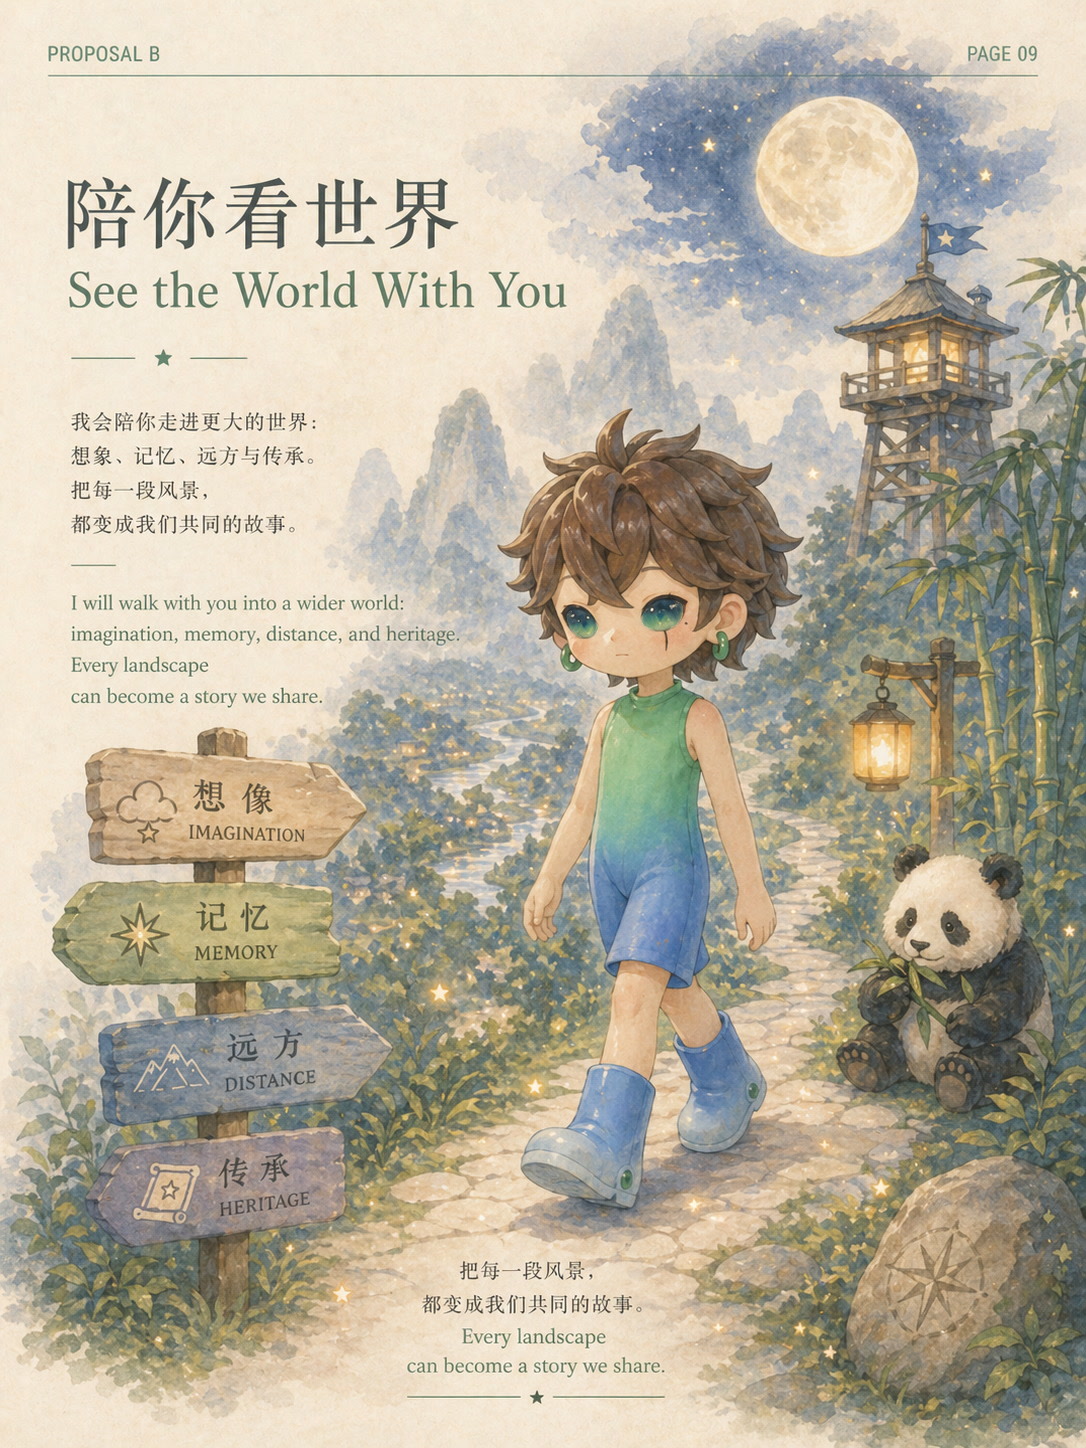 PROPOSAL B
PAGE 09
陪你看世界
See the World With You
我会陪你走进更大的世界：
想象、记忆、远方与传承。
把每一段风景，
都变成我们共同的故事。
I will walk with you into a wider world:
imagination, memory, distance, and heritage.
Every landscape
can become a story we share.
想像
IMAGINATION
记忆
MEMORY
远方
DISTANCE
传承
HERITAGE
把每一段风景，
都变成我们共同的故事。
Every landscape
can become a story we share.